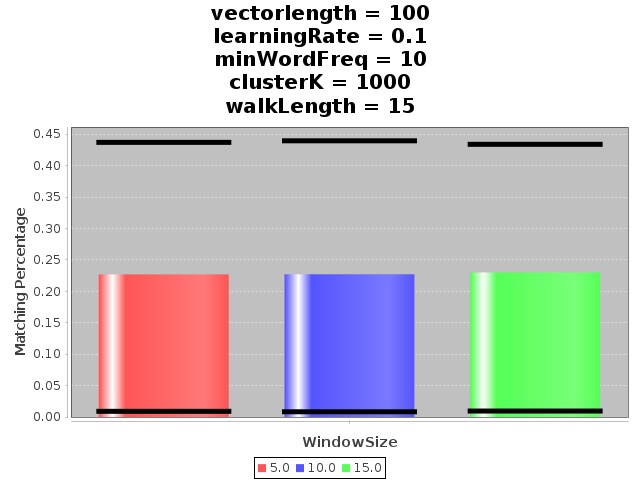 vectorlength = 100
learningRate = 0.1
minWordFreq = 10
clusterK = 1000
walkLength = 15
Matching Percentage
0.45
0.40
0.35
0.30
0.25
0.20
0.15
0.10
0.05
0.00
WindowSize
5.0 10.0 15.0